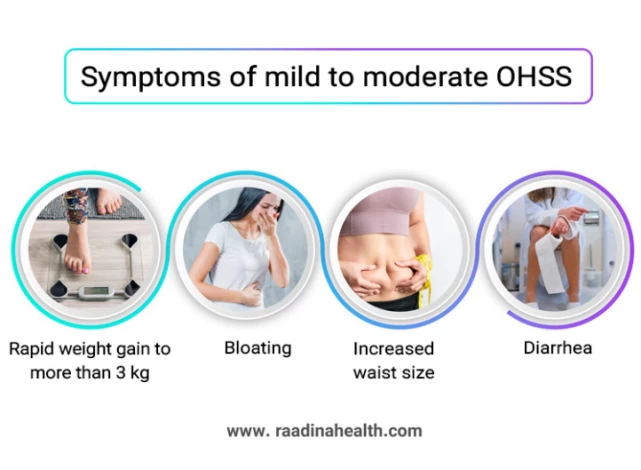 Symptoms of mild to moderate OHSS
Rapid weight gain to
more than 3 kg
Bloating
Increased
waist size
Diarrhea
www. raadinahealth.com